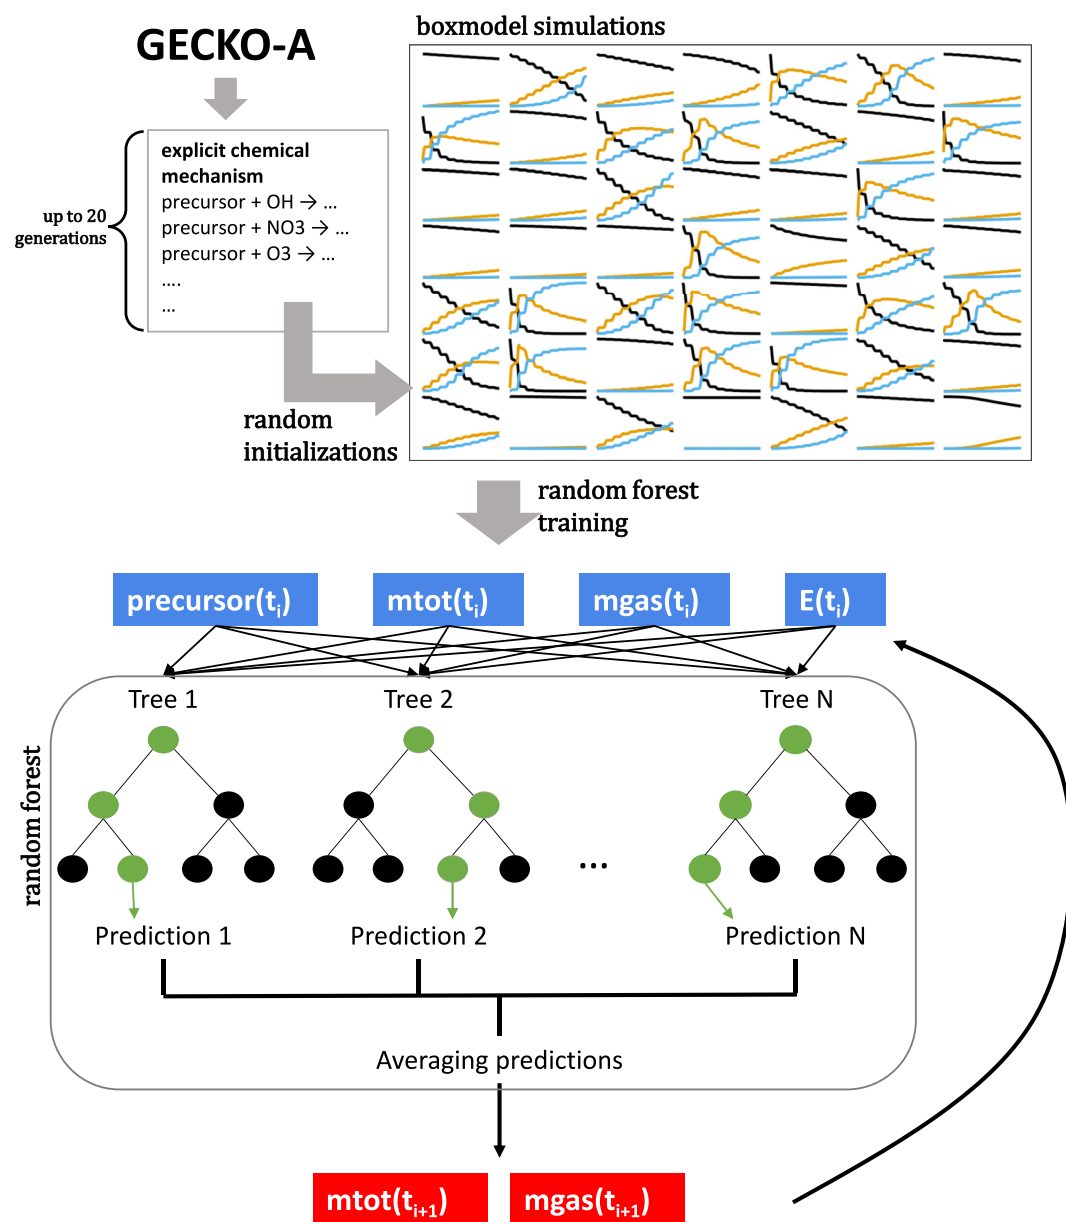 GECKO-A
boxmodel simulations
explicit chemical
mechanism
precursor + OH → ...
precursor + NO3 → ...
precursor + O3 → ...
....
...
up to 20
generations
random
initializations
random forest
training
precursor(tᵢ)
mtot(tᵢ)
mgas(tᵢ)
E(tᵢ)
random forest
Tree 1
Tree 2
Tree N
...
Prediction 1
Prediction 2
Prediction N
Averaging predictions
mtot(tᵢ₊₁)
mgas(tᵢ₊₁)